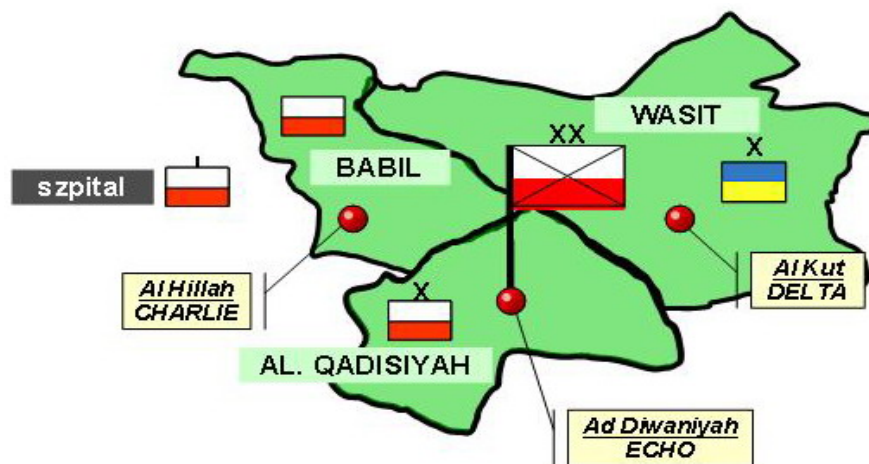 WASIT
XX
X
BABIL
szpital
Al Hillah
CHARLIE
Al Kut
DELTA
X
AL. QADISIYAH
Ad Diwaniyah
ECHO